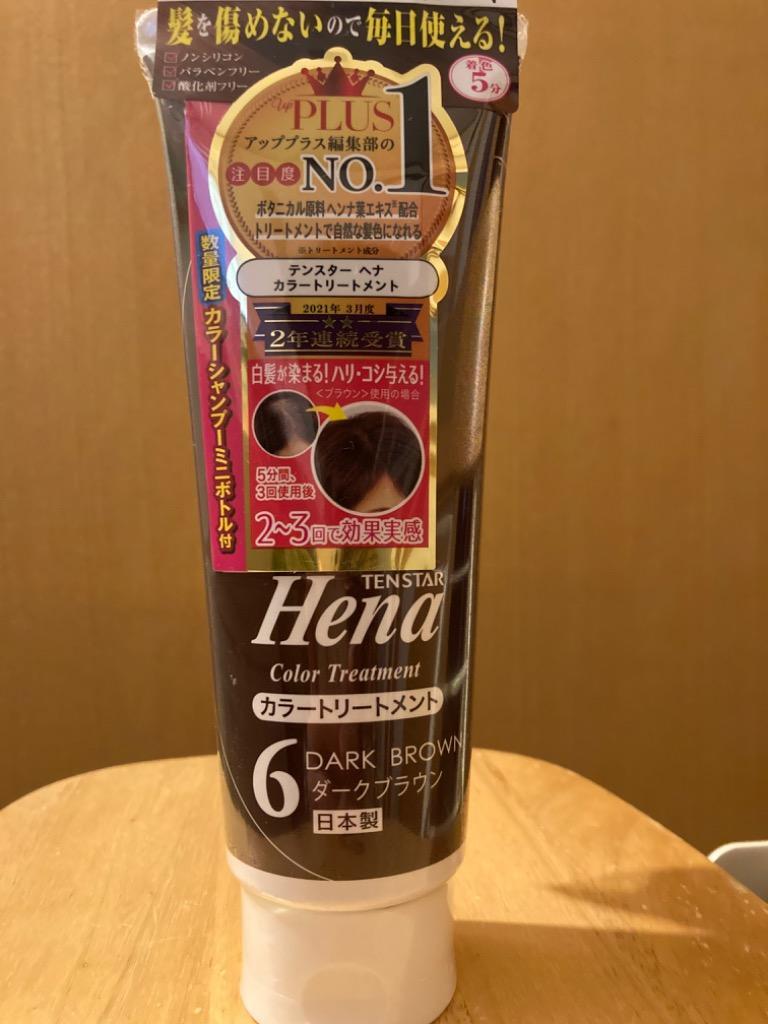 髪を傷めないので毎日使える!
ノンシリコン
パラベンフリー
酸化剤フリー
着色
5分
up PLUS
アッププラス編集部の
注目度 NO.1
ボタニカル原料ヘンナ葉エキス※配合
トリートメントで自然な髪色になれる
※トリートメント成分
テンスター ヘナ
カラートリートメント
2021年 3月度
2年連続受賞
数量限定 カラーシャンプーミニボトル付
白髪が染まる!ハリ・コシ与える!
<ブラウン>使用の場合
5分間、
3回使用後
2~3回で効果実感
TENSTAR
Hena
Color Treatment
カラートリートメント
6 DARK BROWN
ダークブラウン
日本製